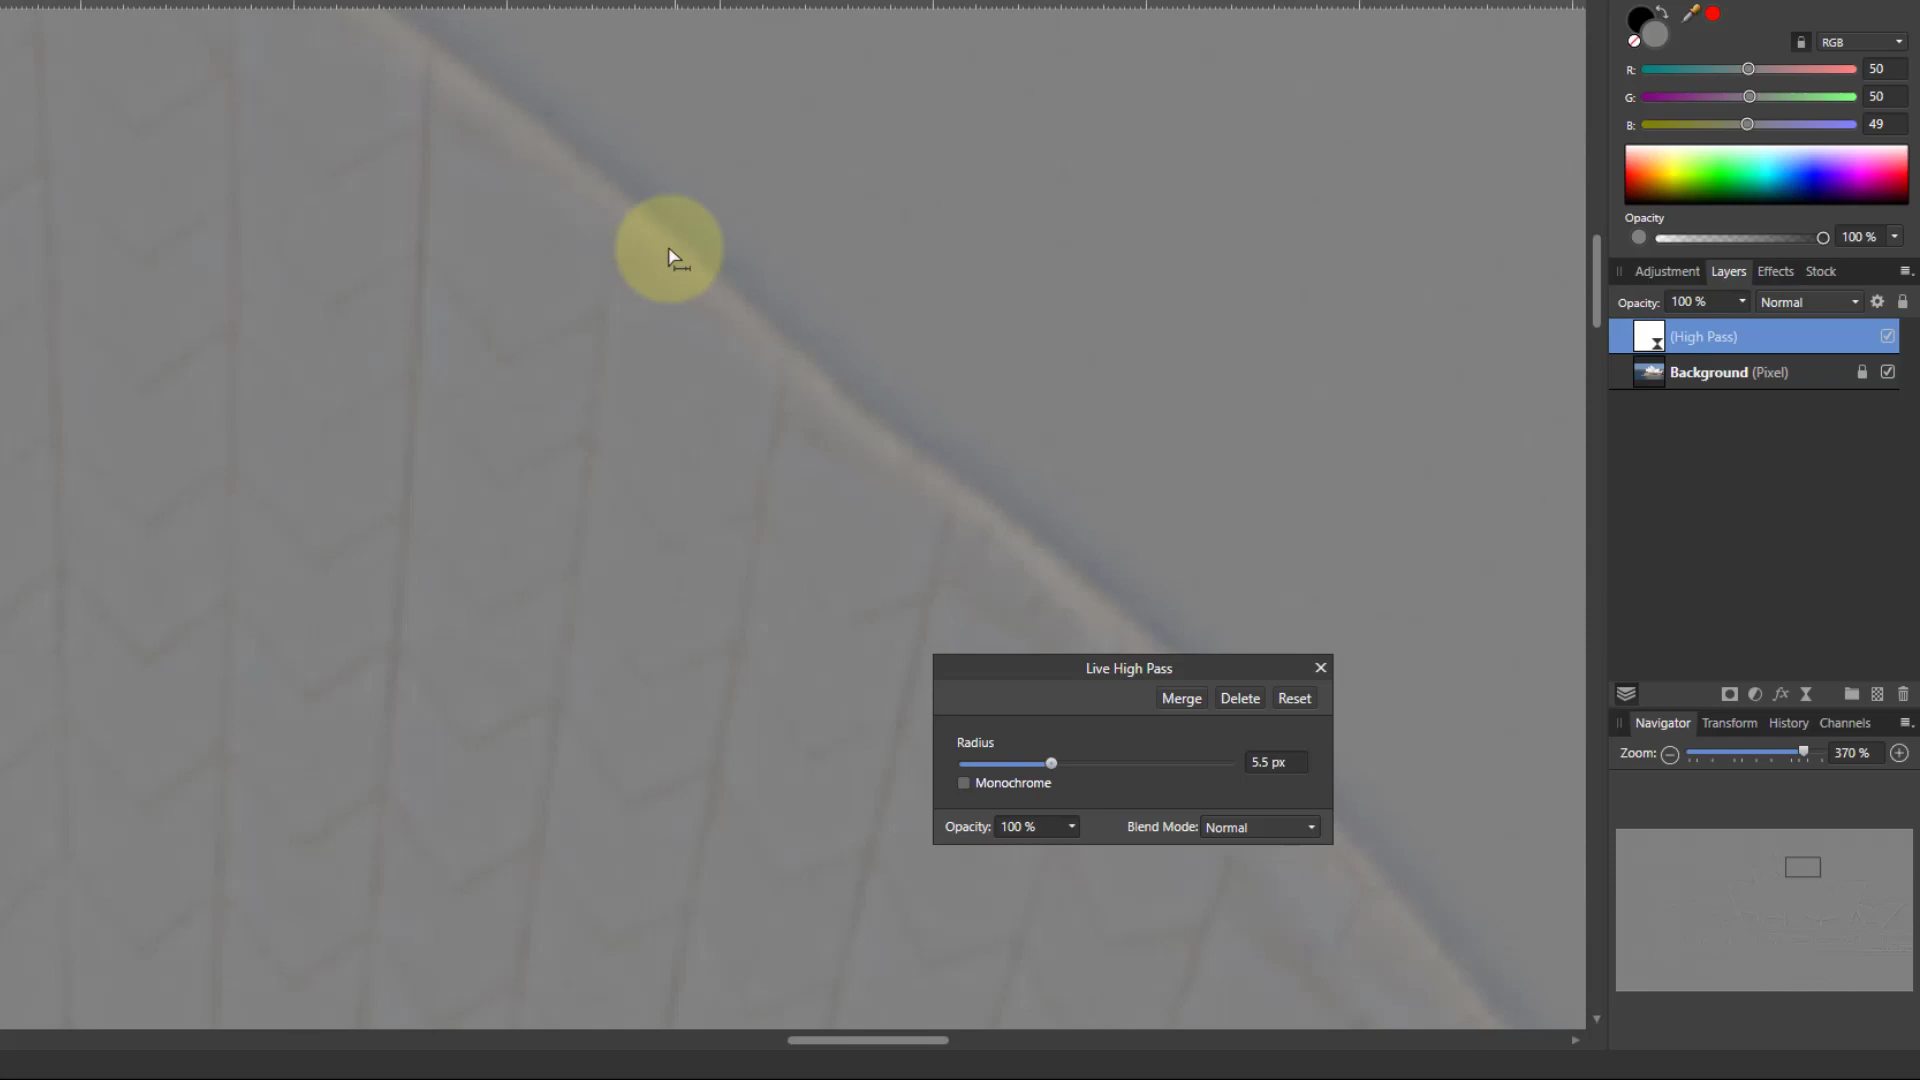 RGB
R: 50
G: 50
B: 49
Opacity
100 %
Adjustment Layers Effects Stock
Opacity: 100 % Normal
(High Pass)
Background (Pixel)
fx
Navigator Transform History Channels
Zoom: 370 %
Live High Pass
Merge Delete Reset
Radius
5.5 px
Monochrome
Opacity: 100 % Blend Mode: Normal